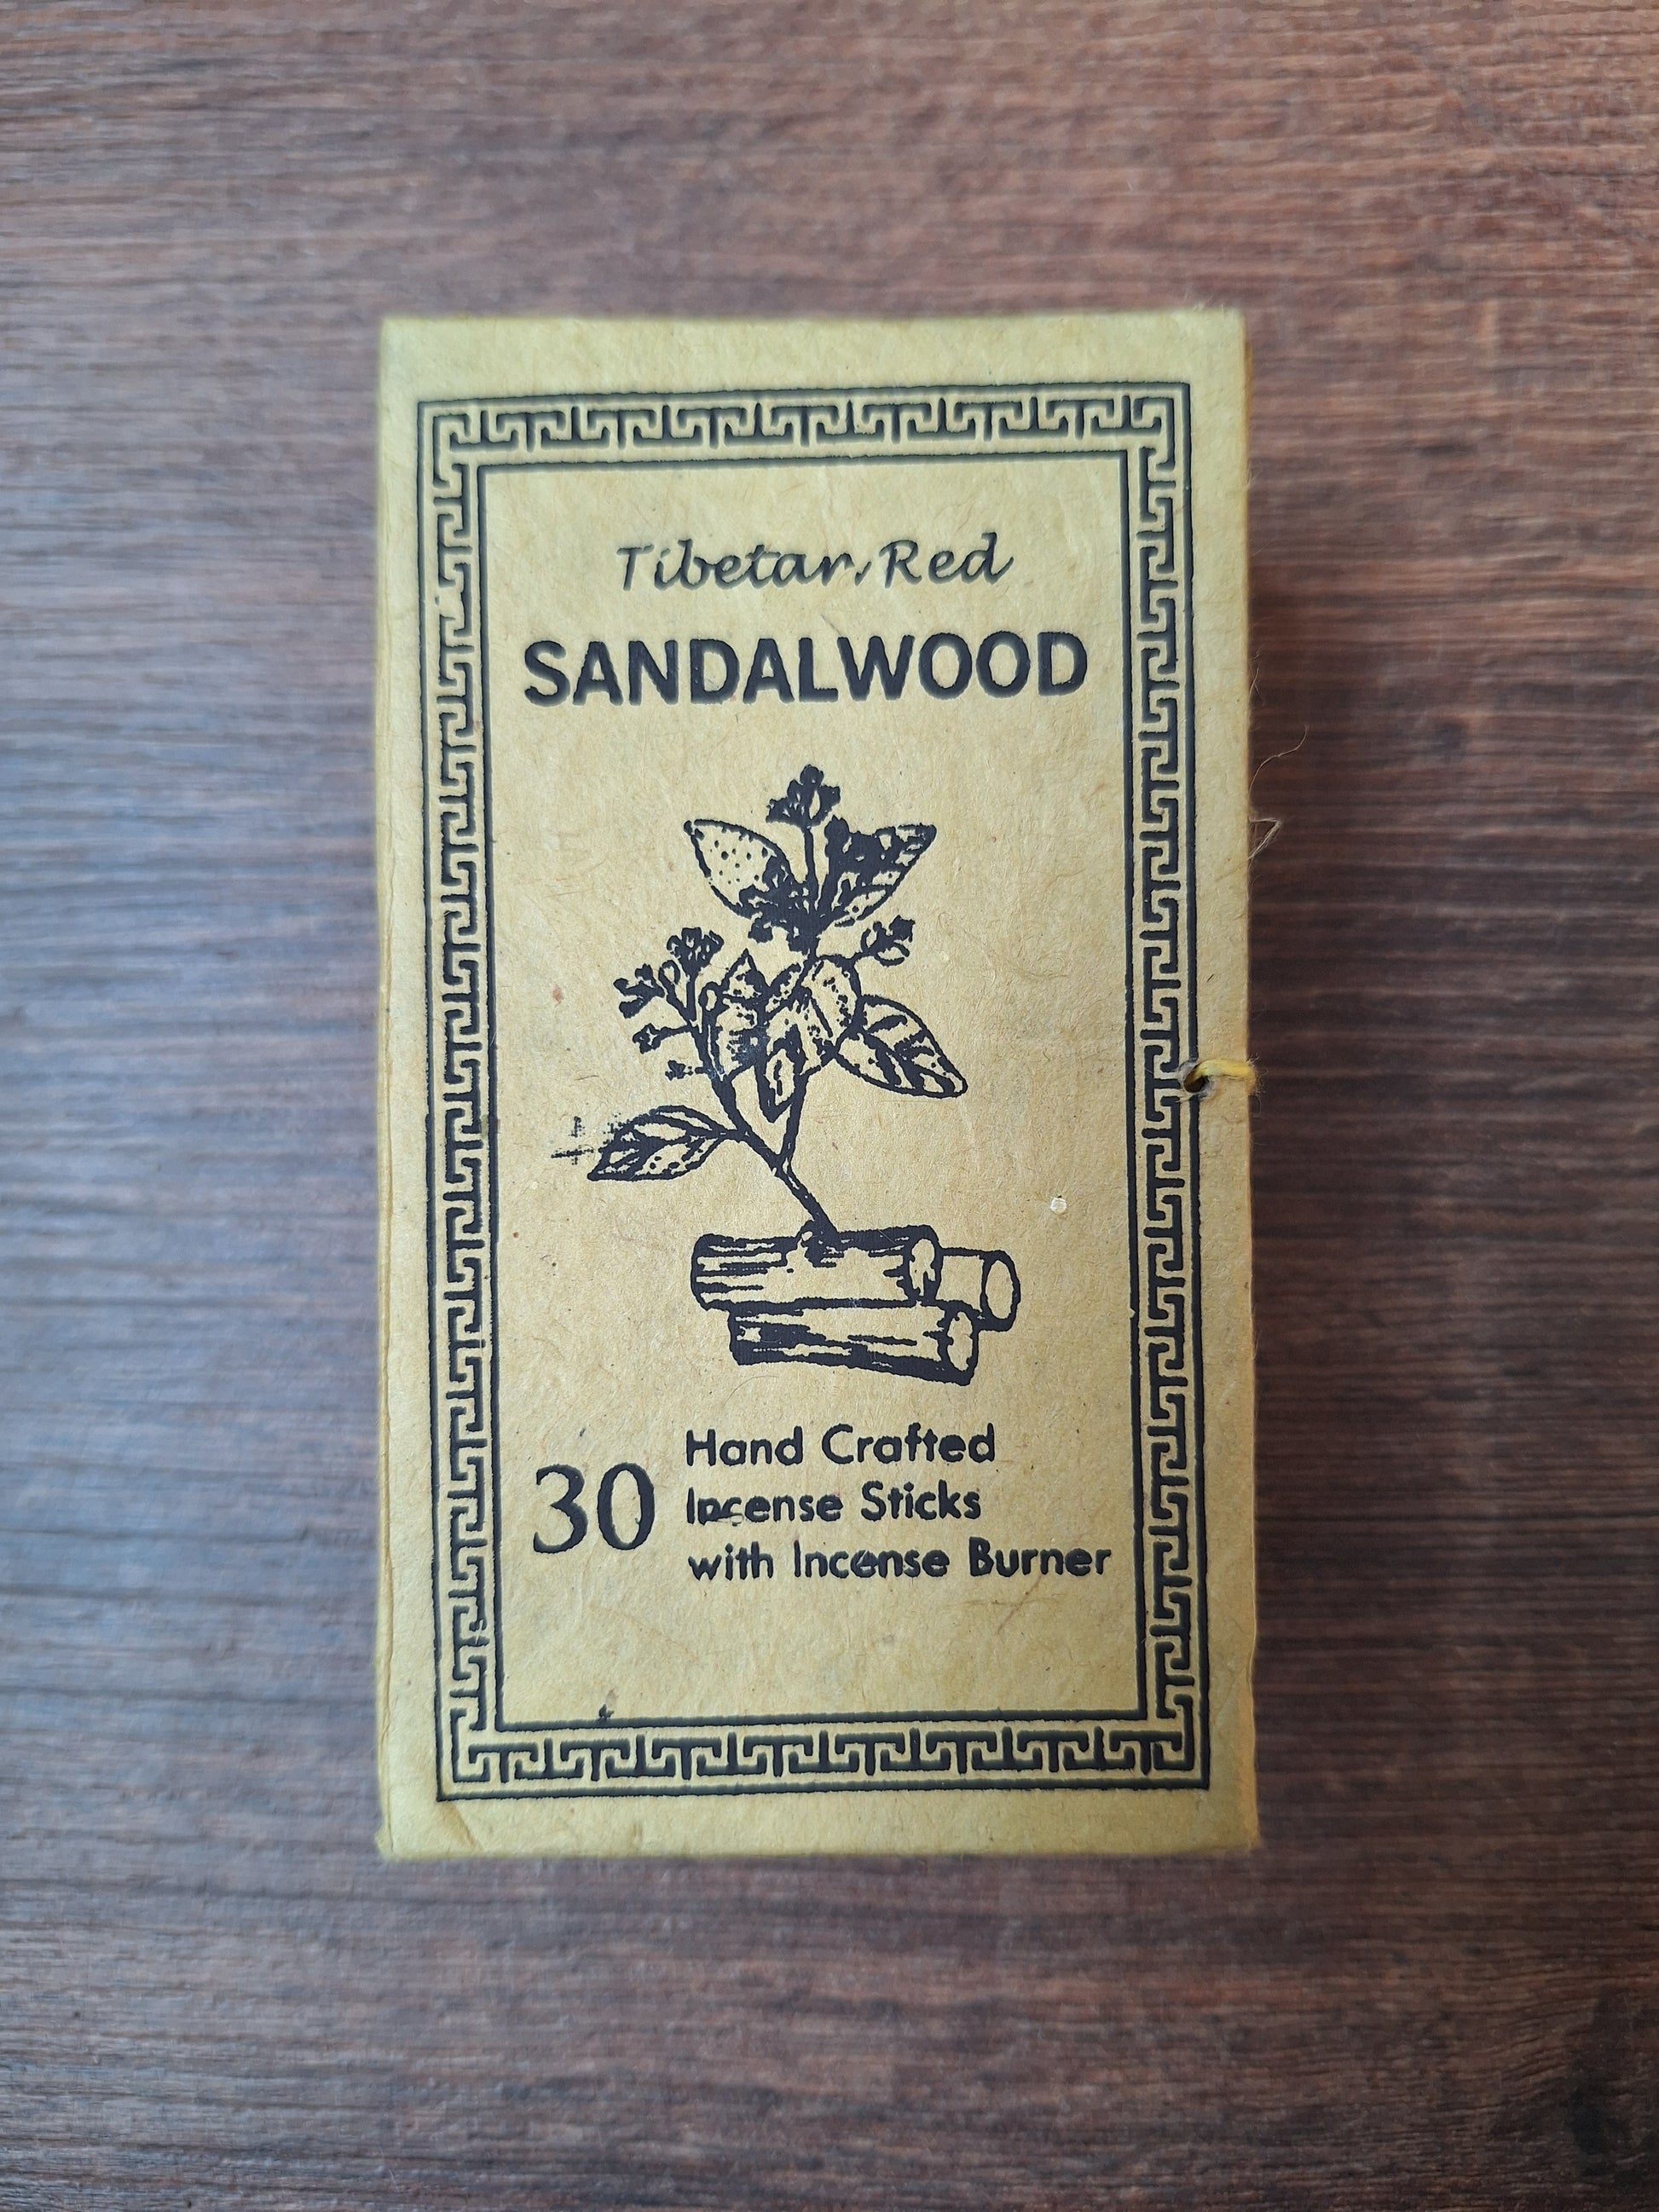 Tibetan Red
SANDALWOOD
30
Hand Crafted
Incense Sticks
with Incense Burner